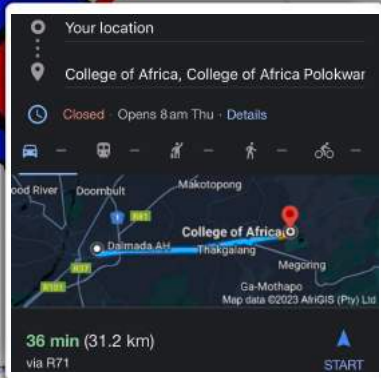 Your location
College of Africa, College of Africa Polokwar
Closed · Opens 8 am Thu · Details
ood River
Doornbult
Makotopong
R81
College of Africa
Dalmada AH
Thakgalang
R37
Megoring
R101
Ga-Mothapo
Map data ©2023 AfriGIS (Pty) Ltd
36 min (31.2 km)
via R71
START